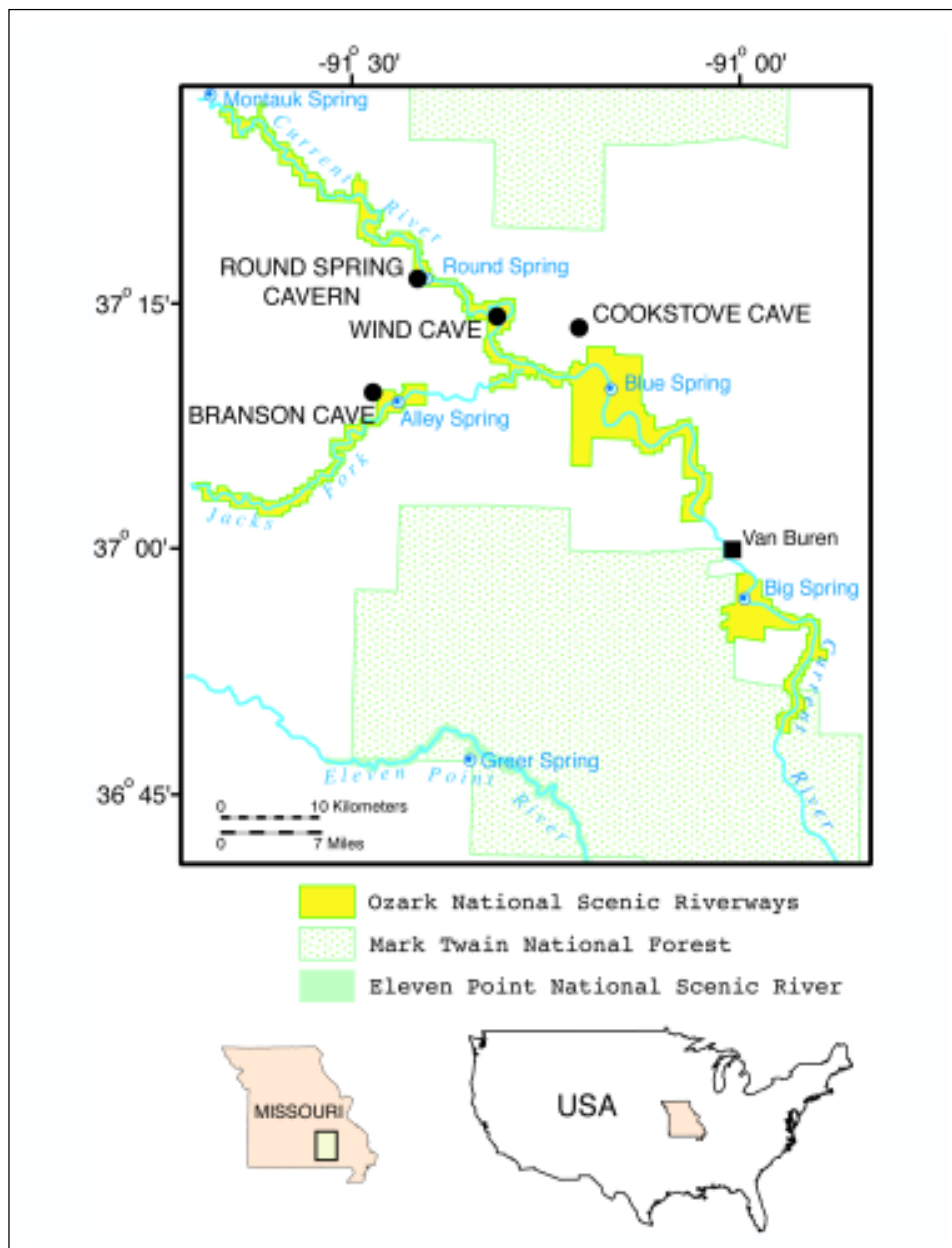 -91° 30'
-91° 00'
Montauk Spring
Current
River
ROUND SPRING
CAVERN
Round Spring
37° 15'
WIND CAVE
COOKSTOVE CAVE
Blue Spring
BRANSON CAVE
Alley Spring
Jacks Fork
37° 00'
Van Buren
Big Spring
Current
River
Greer Spring
Eleven Point
River
36° 45'
0 10 Kilometers
0 7 Miles
Ozark National Scenic Riverways
Mark Twain National Forest
Eleven Point National Scenic River
MISSOURI
USA